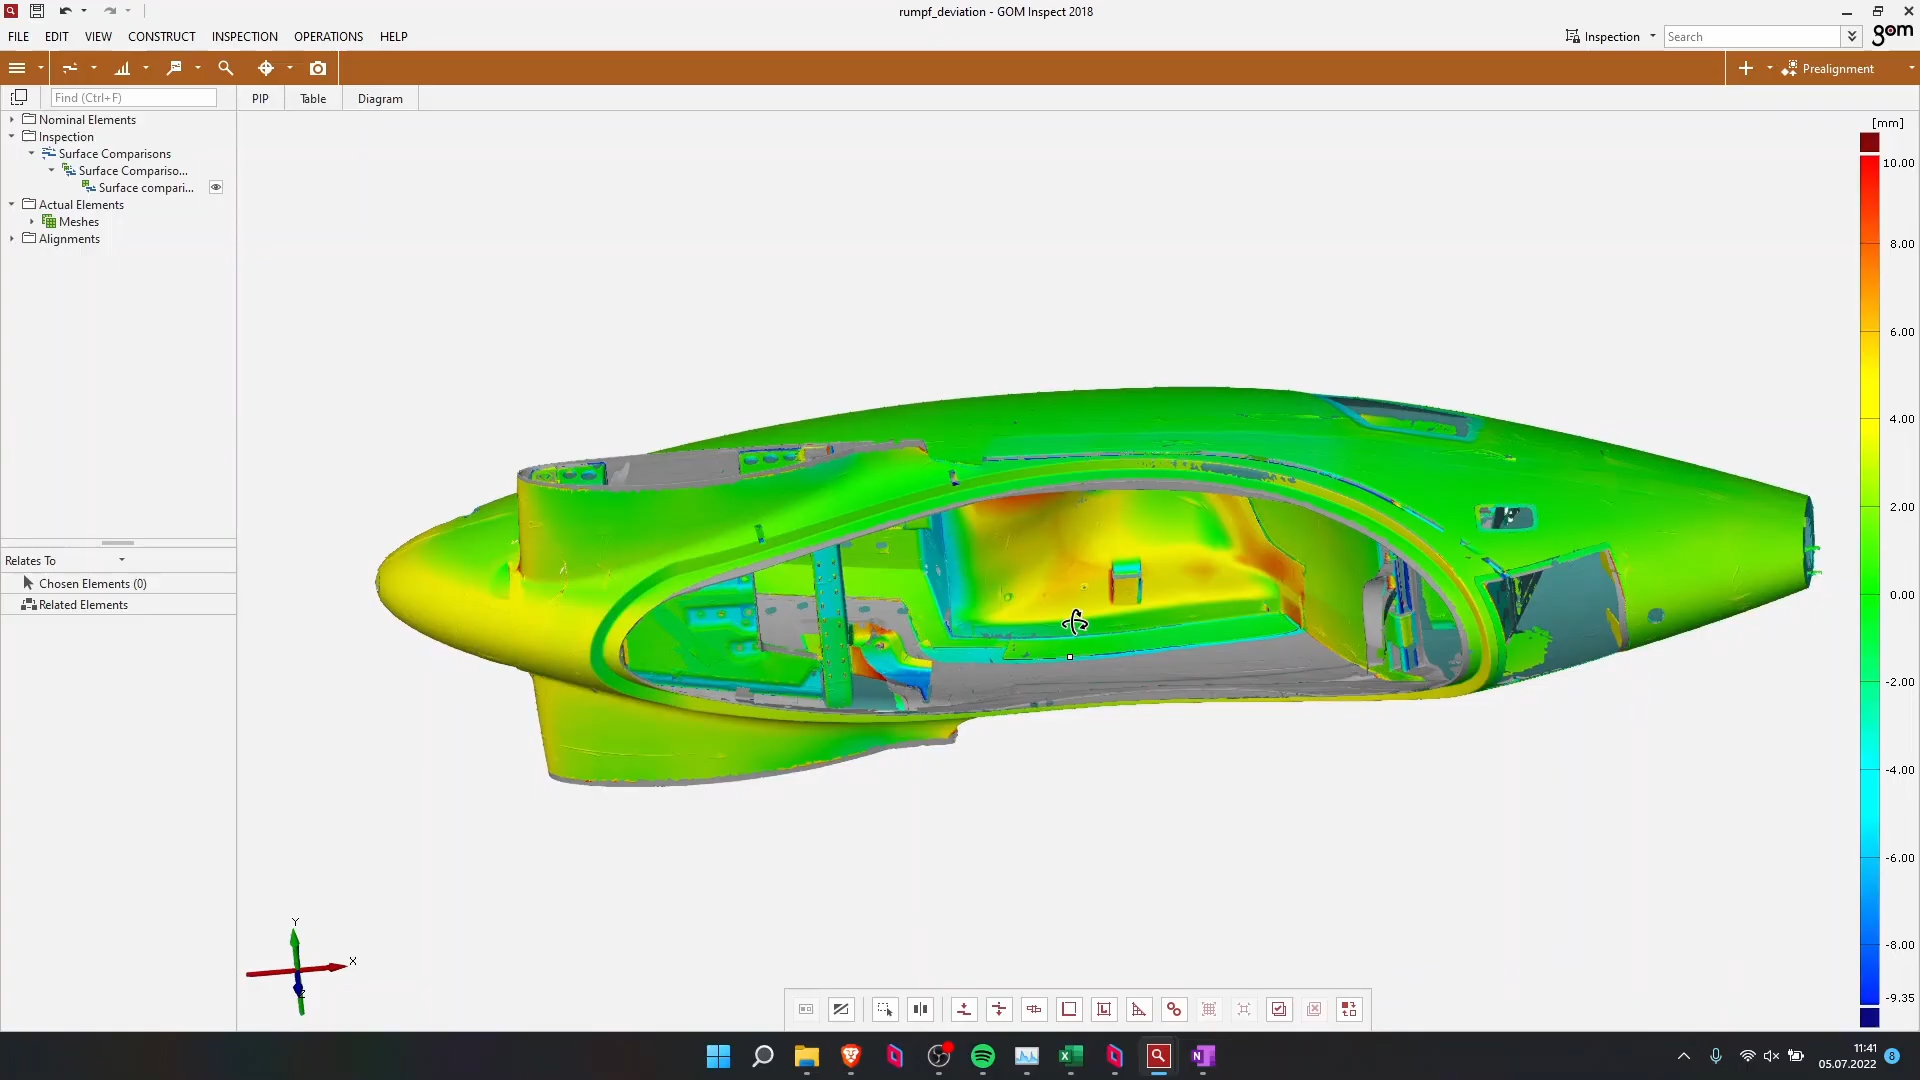 rumpf_deviation - GOM Inspect 2018
FILE EDIT VIEW CONSTRUCT INSPECTION OPERATIONS HELP
Inspection
Search
gom
Prealignment
Find (Ctrl+F)
PIP Table Diagram
Nominal Elements
Inspection
Surface Comparisons
Surface Compariso...
Surface compari...
Actual Elements
Meshes
Alignments
Relates To
Chosen Elements (0)
Related Elements
[mm]
10.00
8.00
6.00
4.00
2.00
0.00
-2.00
-4.00
-6.00
-8.00
-9.35
Y
X
Z
11:41
05.07.2022
8